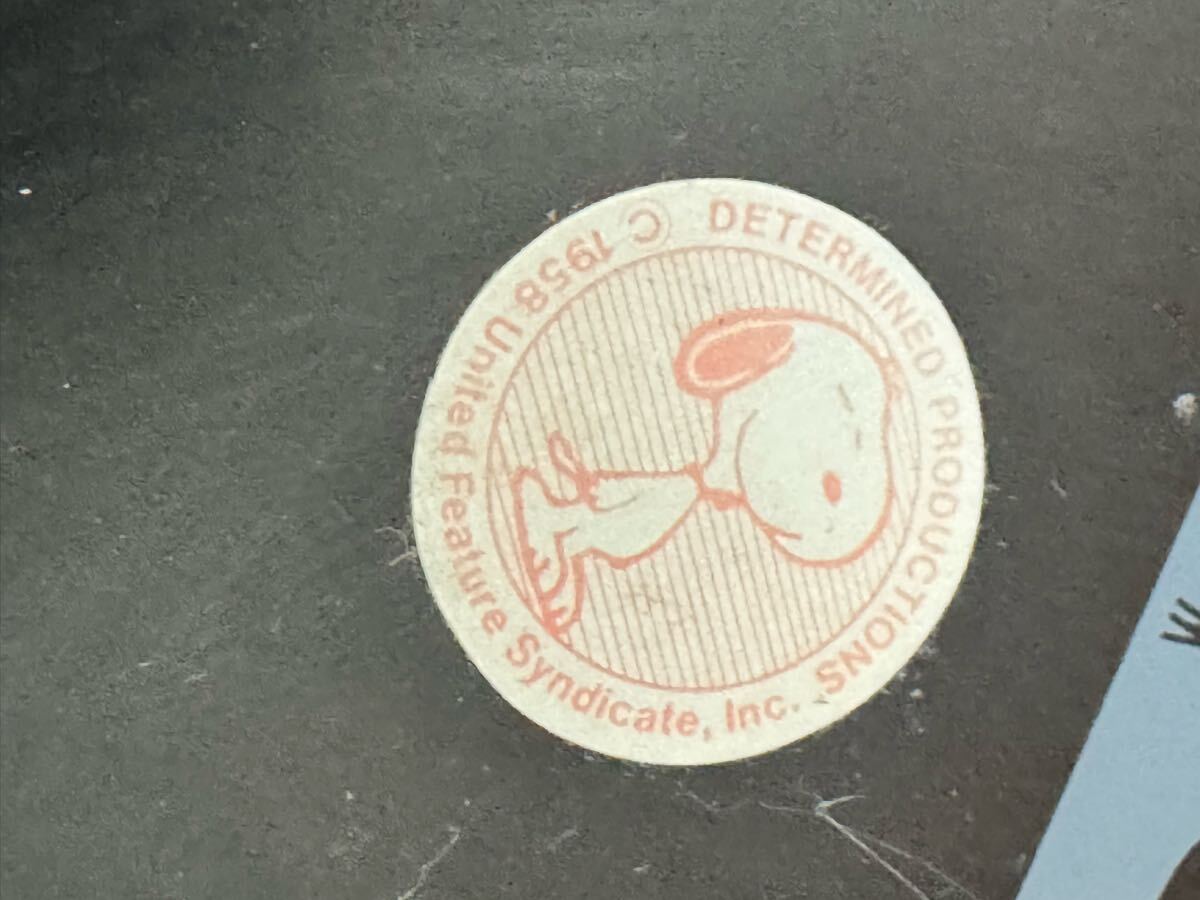 DETERMINED PRODUCTIONS
© 1958 United Feature Syndicate, Inc.